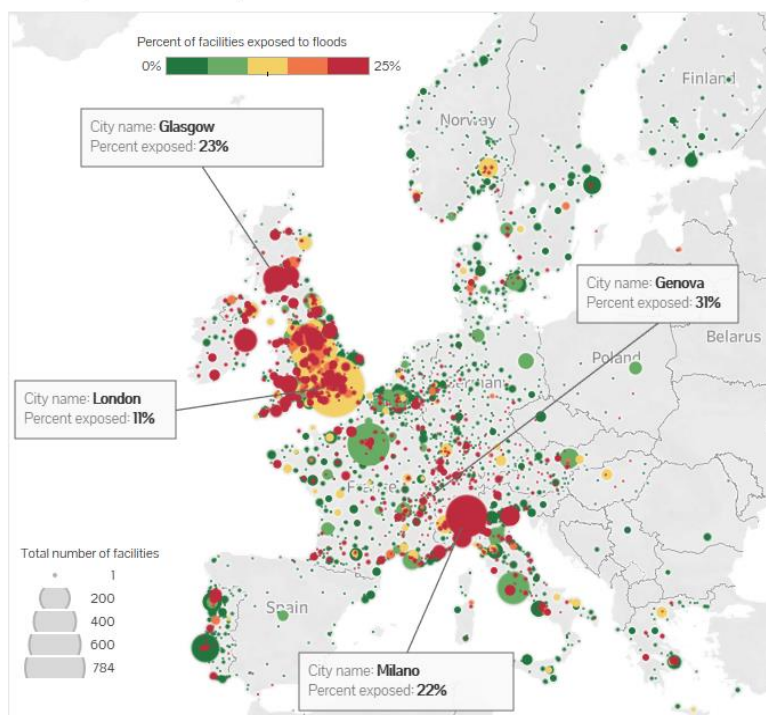 Percent of facilities exposed to floods
0% 25%
Finland
Norway
City name: Glasgow
Percent exposed: 23%
City name: Genova
Percent exposed: 31%
Belarus
Poland
City name: London
Percent exposed: 11%
France
Total number of facilities
1
200
400
600
784
Spain
City name: Milano
Percent exposed: 22%